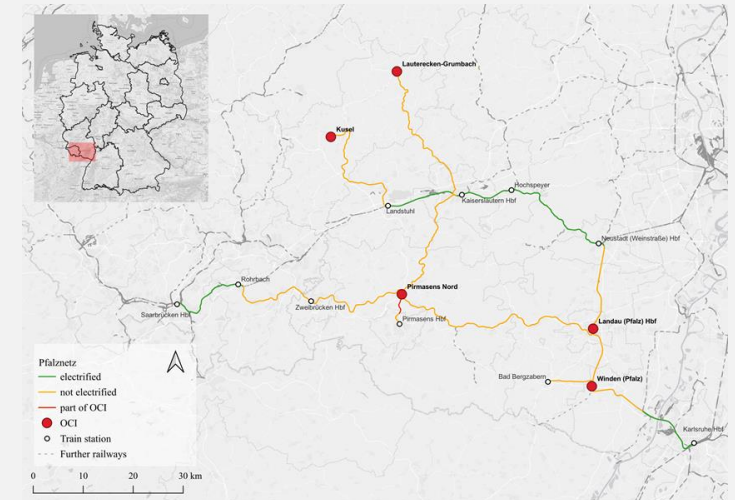 Lauterecken-Grumbach
Kusel
Hochspeyer
Kaiserslautern Hbf
Landstuhl
Neustadt (Weinstraße) Hbf
Rohrbach
Pirmasens Nord
Saarbrücken Hbf
Zweibrücken Hbf
Pirmasens Hbf
Landau (Pfalz) Hbf
Bad Bergzabern
Winden (Pfalz)
Karlsruhe Hbf
Pfalznetz
electrified
not electrified
part of OCI
OCI
Train station
Further railways
0 10 20 30 km